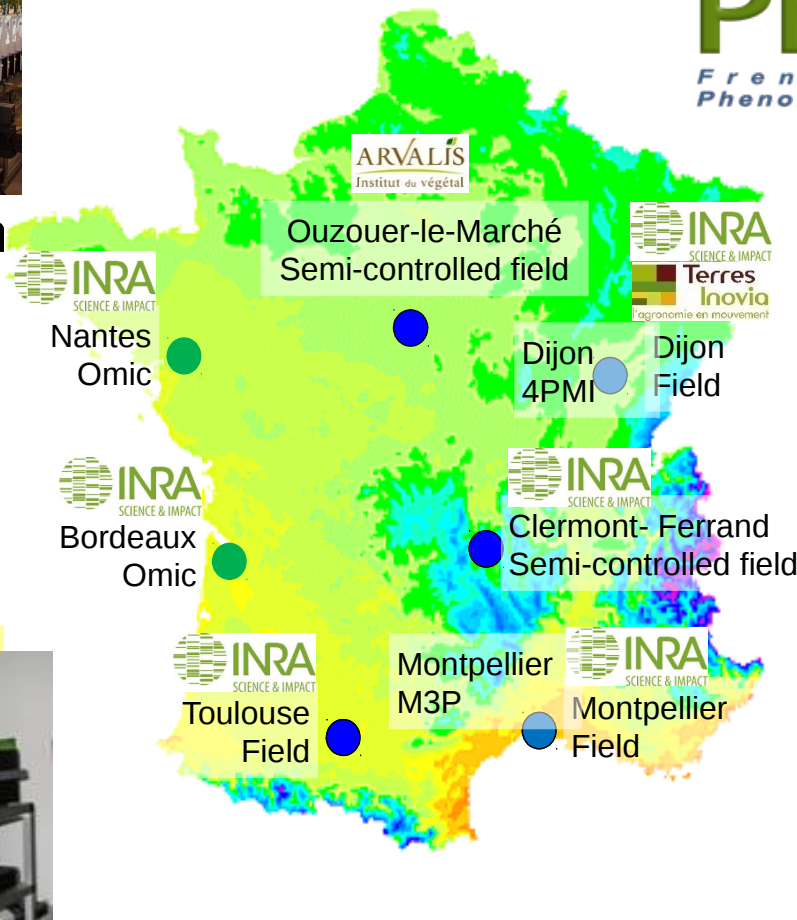 Fren
Pheno
ARVALIS
Institut du végétal
Ouzouer-le-Marché
Semi-controlled field
INRA
SCIENCE & IMPACT
Terres
Inovia
l'agronomie en mouvement
INRA
SCIENCE & IMPACT
Nantes
Omic
Dijon
4PMI
Dijon
Field
INRA
SCIENCE & IMPACT
Bordeaux
Omic
INRA
SCIENCE & IMPACT
Clermont- Ferrand
Semi-controlled field
INRA
SCIENCE & IMPACT
Toulouse
Field
Montpellier
M3P
INRA
SCIENCE & IMPACT
Montpellier
Field